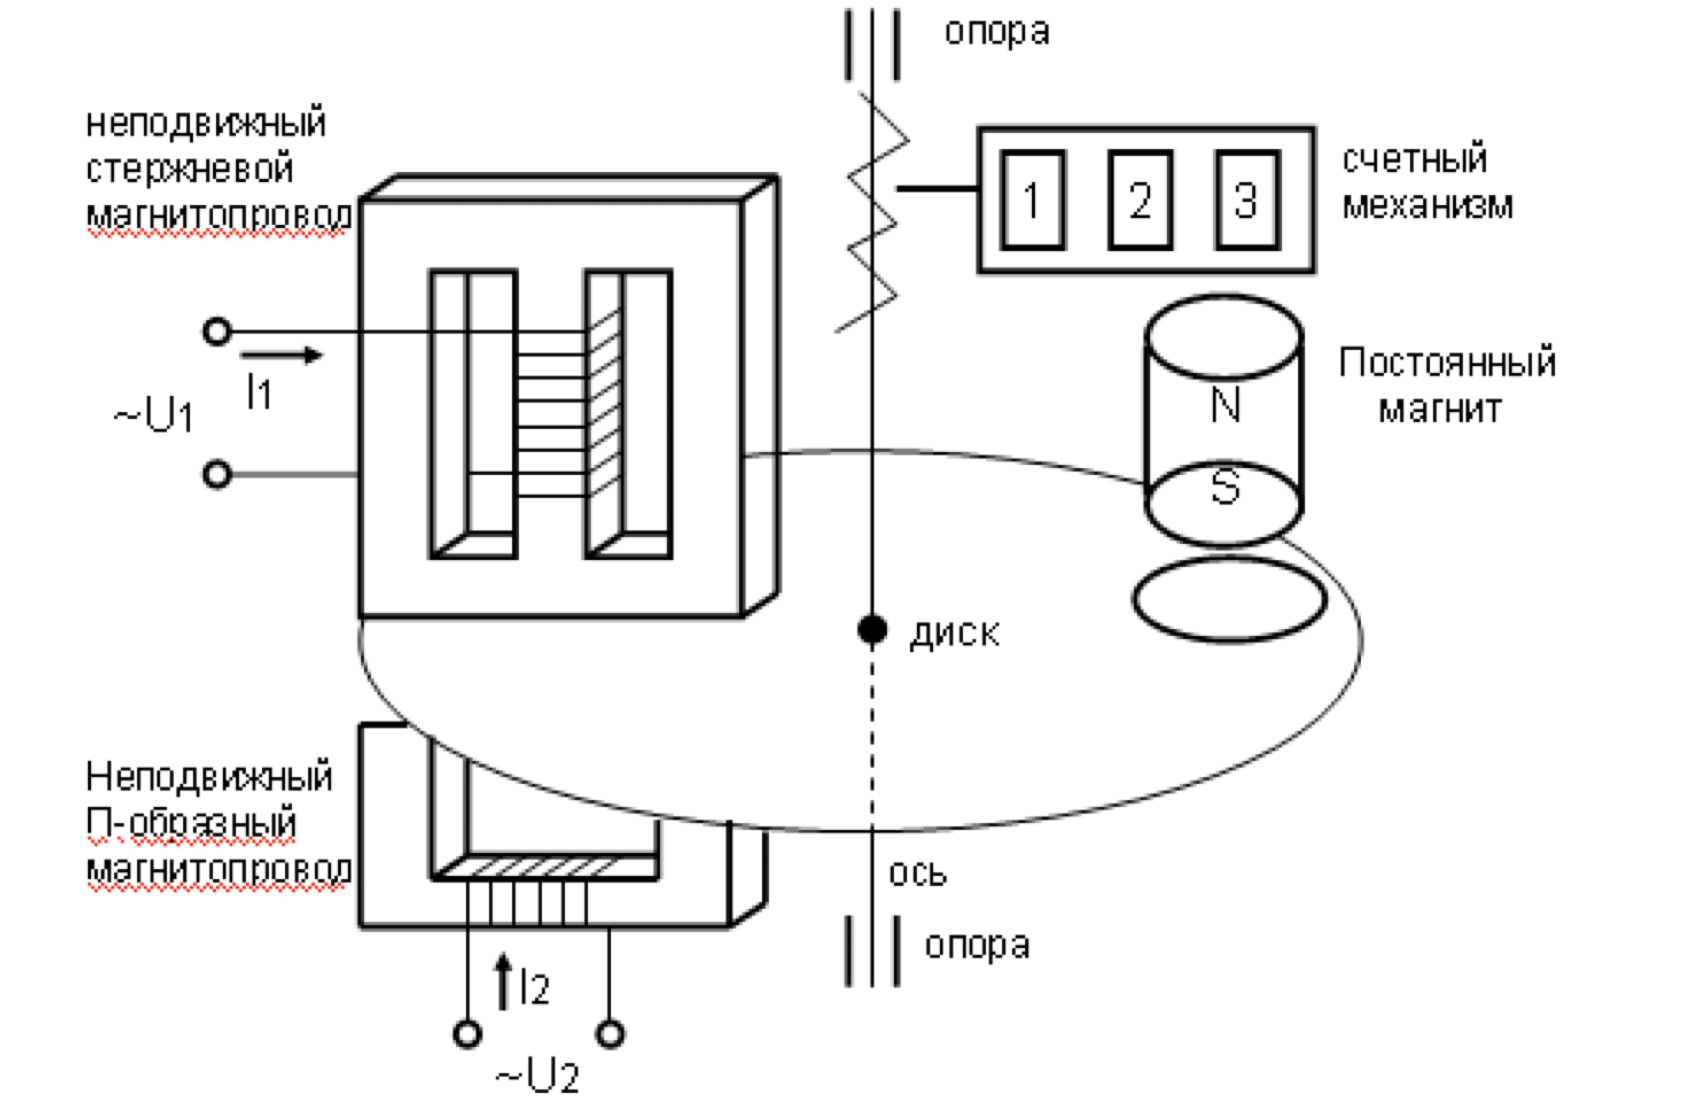 опора
неподвижный
стержневой
магнитопровод
счетный
механизм
1 2 3
I1
~U1
Постоянный
магнит
N
S
диск
Неподвижный
П-образный
магнитопровод
ось
опора
I2
~U2